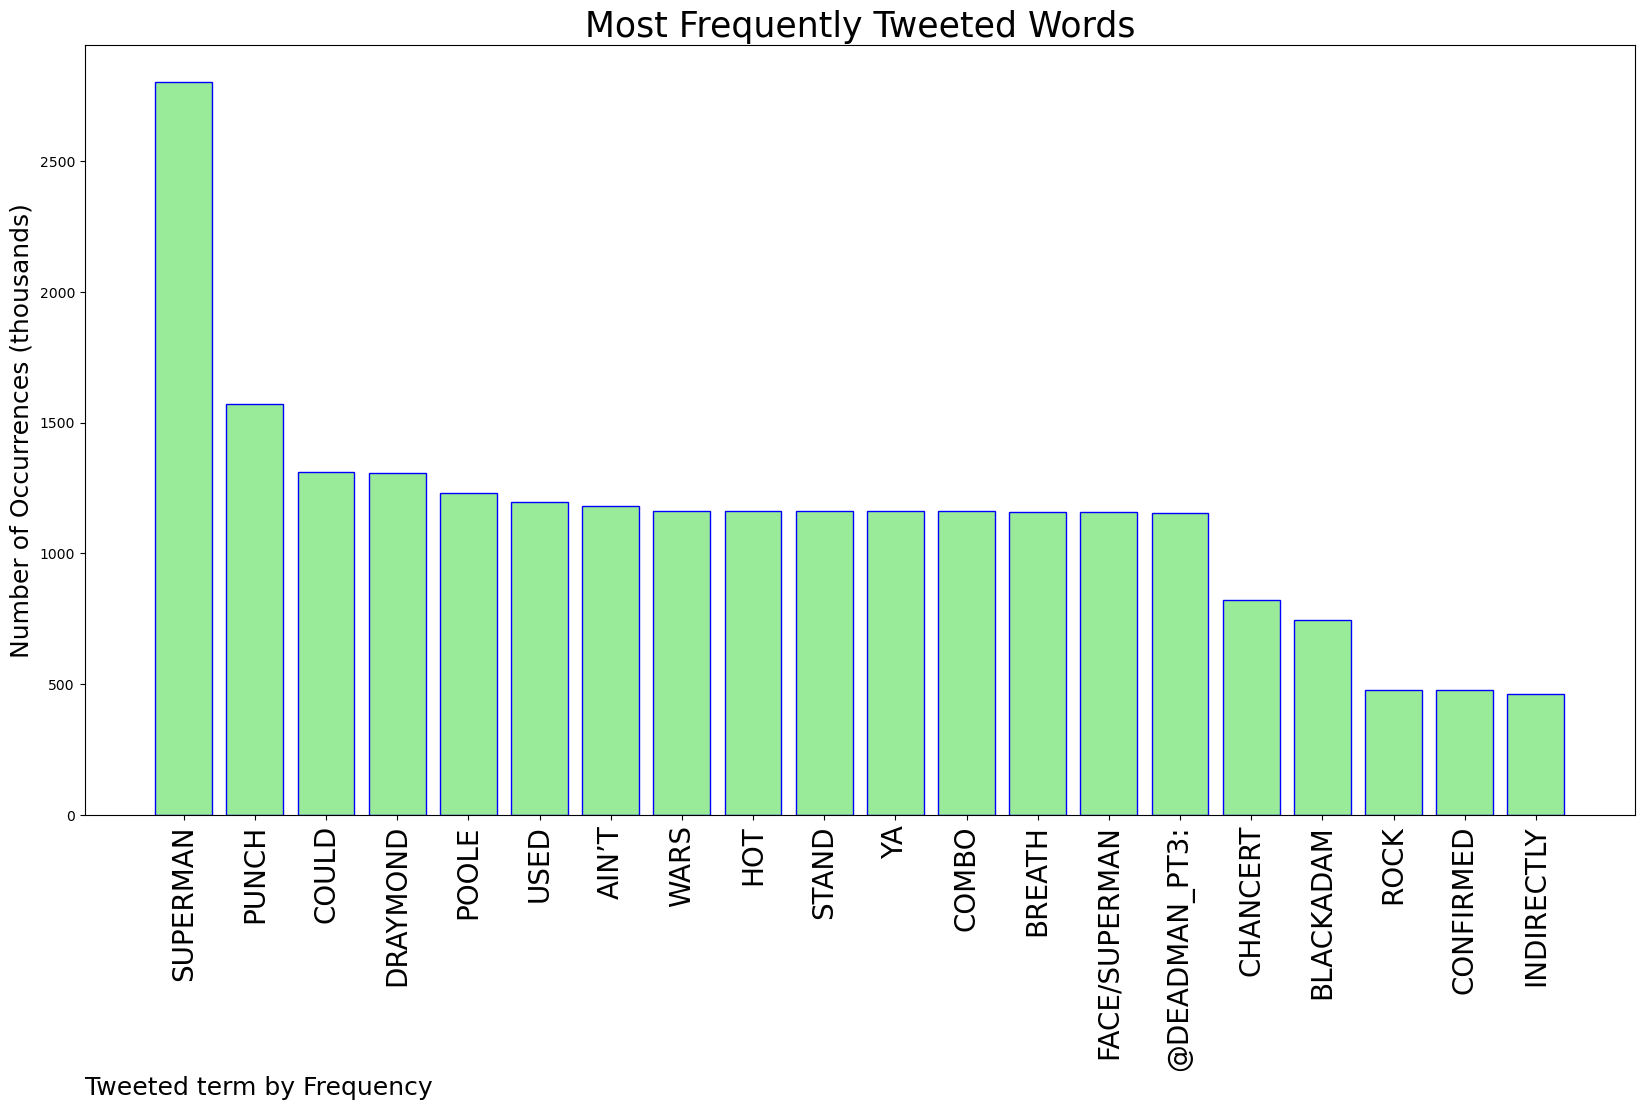 Most Frequently Tweeted Words
Number of Occurrences (thousands)
2500
2000
1500
1000
500
0
SUPERMAN
PUNCH
COULD
DRAYMOND
POOLE
USED
AIN’T
WARS
HOT
STAND
YA
COMBO
BREATH
FACE/SUPERMAN
@DEADMAN_PT3:
CHANCERT
BLACKADAM
ROCK
CONFIRMED
INDIRECTLY
Tweeted term by Frequency